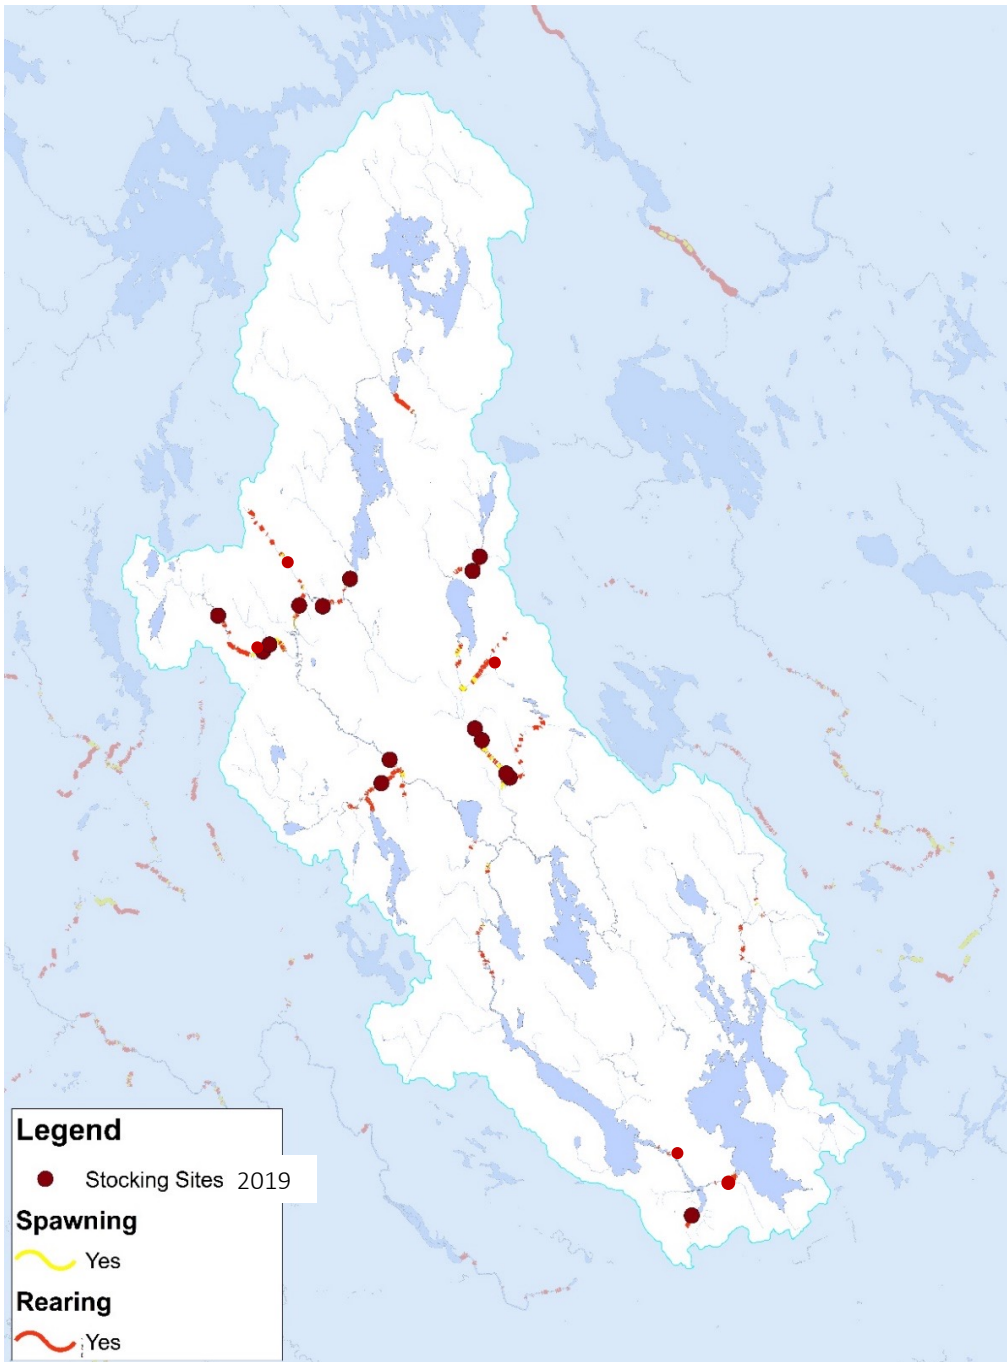 Legend
Stocking Sites 2019
Spawning
Yes
Rearing
Yes